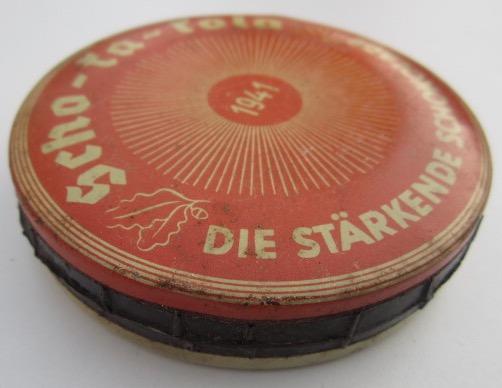 Scho-ka-kola
1941
DIE STÄRKENDE